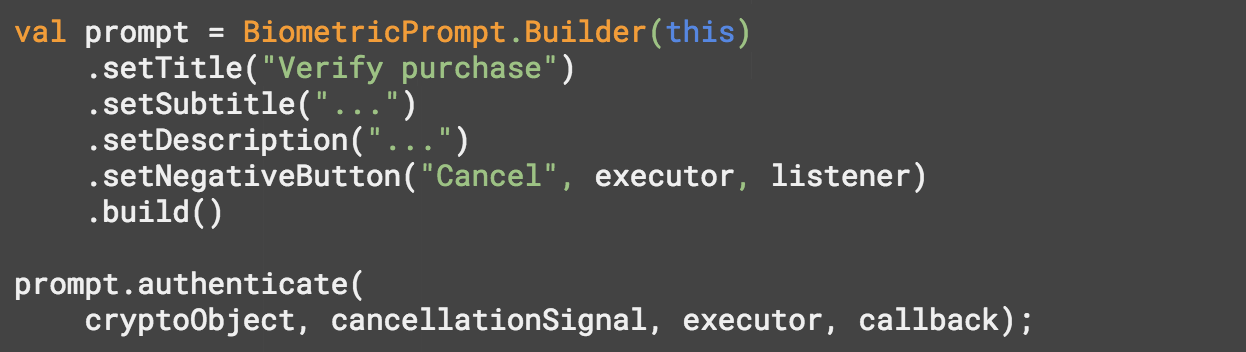 val prompt = BiometricPrompt.Builder(this)
    .setTitle("Verify purchase")
    .setSubtitle("...")
    .setDescription("...")
    .setNegativeButton("Cancel", executor, listener)
    .build()

prompt.authenticate(
    cryptoObject, cancellationSignal, executor, callback);